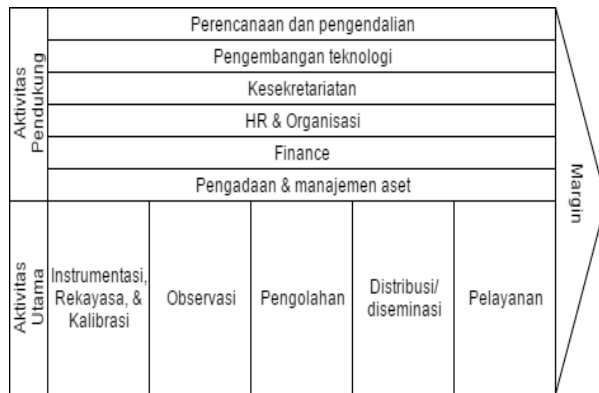 Aktivitas
Pendukung
Perencanaan dan pengendalian
Pengembangan teknologi
Kesekretariatan
HR & Organisasi
Finance
Pengadaan & manajemen aset
Aktivitas
Utama
Instrumentasi,
Rekayasa, &
Kalibrasi
Observasi
Pengolahan
Distribusi/
diseminasi
Pelayanan
Margin